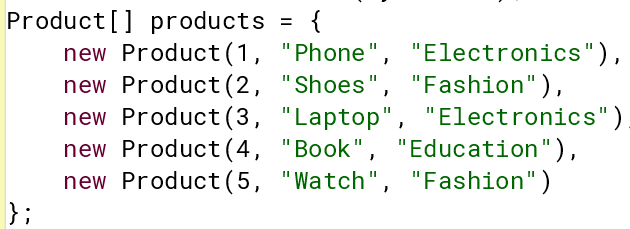 Product[] products = {
    new Product(1, "Phone", "Electronics"),
    new Product(2, "Shoes", "Fashion"),
    new Product(3, "Laptop", "Electronics"),
    new Product(4, "Book", "Education"),
    new Product(5, "Watch", "Fashion")
};